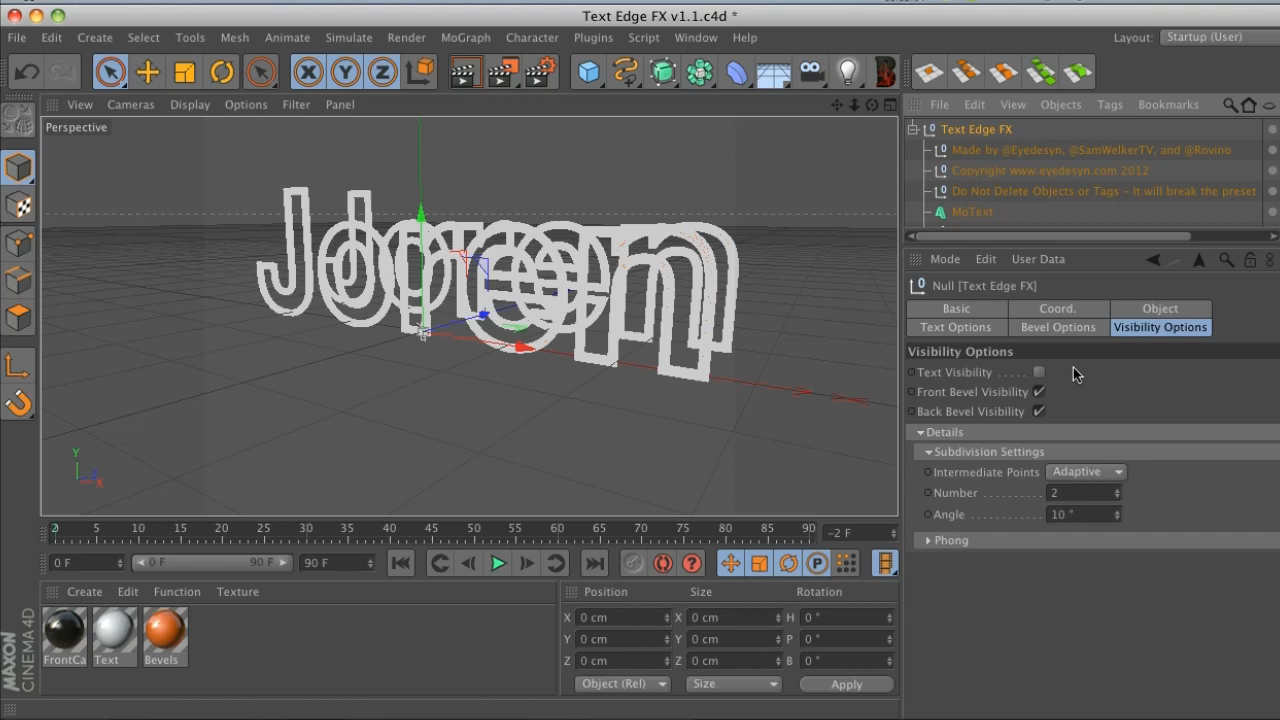 Text Edge FX v1.1.c4d *
File Edit Create Select Tools Mesh Animate Simulate Render MoGraph Character Plugins Script Window Help Layout: Startup (User)
X Y Z
View Cameras Display Options Filter Panel
File Edit View Objects Tags Bookmarks
Perspective
Text Edge FX
Made by @Eyedesyn, @SamWelkerTV, and @Rovino
Copyright www.eyedesyn.com 2012
Do Not Delete Objects or Tags - It will break the preset
MoText
Mode Edit User Data
Null [Text Edge FX]
Basic Coord. Object
Text Options Bevel Options Visibility Options
Visibility Options
Text Visibility
Front Bevel Visibility
Back Bevel Visibility
Details
Subdivision Settings
Intermediate Points Adaptive
Number 2
Angle 10 °
Phong
Y
Z
X
2 5 10 15 20 25 30 35 40 45 50 55 60 65 70 75 80 85 90 -2 F
0 F 0 F 90 F 90 F
P
Create Edit Function Texture
FrontCa Text Bevels
Position Size Rotation
X 0 cm X 0 cm H 0 °
Y 0 cm Y 0 cm P 0 °
Z 0 cm Z 0 cm B 0 °
Object (Rel) Size Apply
MAXON
CINEMA 4D